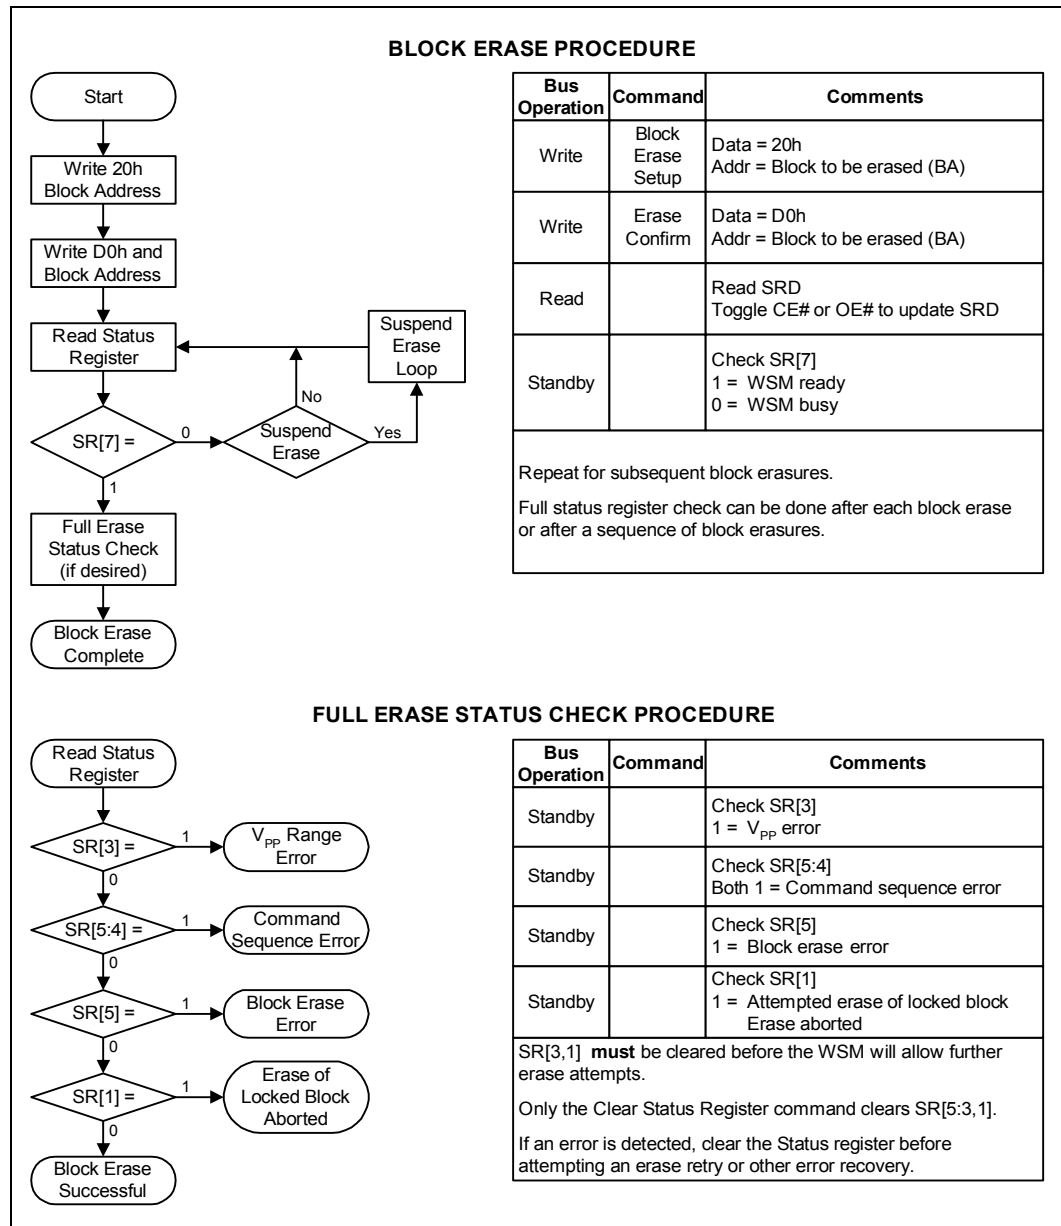 BLOCK ERASE PROCEDURE
Start
Write 20h
Block Address
Write D0h and
Block Address
Read Status
Register
Suspend
Erase
Loop
No
SR[7] =
0
Suspend
Erase
Yes
1
Full Erase
Status Check
(if desired)
Block Erase
Complete
Bus
Operation
Command
Comments
Write
Block
Erase
Setup
Data = 20h
Addr = Block to be erased (BA)
Write
Erase
Confirm
Data = D0h
Addr = Block to be erased (BA)
Read
Read SRD
Toggle CE# or OE# to update SRD
Standby
Check SR[7]
1 = WSM ready
0 = WSM busy
Repeat for subsequent block erasures.
Full status register check can be done after each block erase
or after a sequence of block erasures.
FULL ERASE STATUS CHECK PROCEDURE
Read Status
Register
SR[3] =
1
VPP Range
Error
0
SR[5:4] =
1
Command
Sequence Error
0
SR[5] =
1
Block Erase
Error
0
SR[1] =
1
Erase of
Locked Block
Aborted
0
Block Erase
Successful
Bus
Operation
Command
Comments
Standby
Check SR[3]
1 = VPP error
Standby
Check SR[5:4]
Both 1 = Command sequence error
Standby
Check SR[5]
1 = Block erase error
Standby
Check SR[1]
1 = Attempted erase of locked block
Erase aborted
SR[3,1] must be cleared before the WSM will allow further
erase attempts.
Only the Clear Status Register command clears SR[5:3,1].
If an error is detected, clear the Status register before
attempting an erase retry or other error recovery.